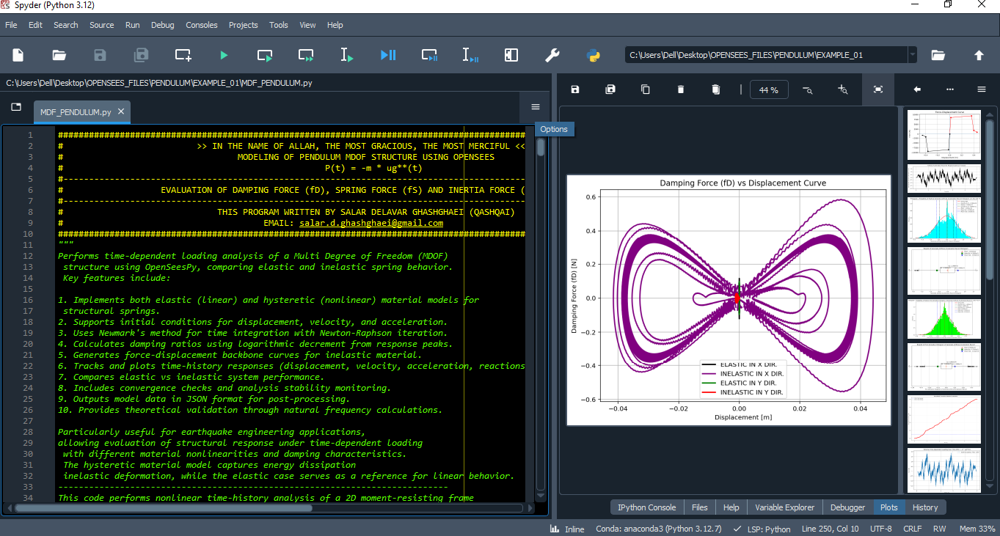 Spyder (Python 3.12)
File Edit Search Source Run Debug Consoles Projects Tools View Help
C:\Users\Dell\Desktop\OPENSEES_FILES\PENDULUM\EXAMPLE_01
C:\Users\Dell\Desktop\OPENSEES_FILES\PENDULUM\EXAMPLE_01\MDF_PENDULUM.py
44 %
MDF_PENDULUM.py
Options
1 ##########################################################################################
2 # >> IN THE NAME OF ALLAH, THE MOST GRACIOUS, THE MOST MERCIFUL <<
3 # MODELING OF PENDULUM MDOF STRUCTURE USING OPENSEES
4 # P(t) = -m * ug**(t)
5 #-----------------------------------------------------------------------------------------
6 # EVALUATION OF DAMPING FORCE (fD), SPRING FORCE (fS) AND INERTIA FORCE (
7 #-----------------------------------------------------------------------------------------
8 # THIS PROGRAM WRITTEN BY SALAR DELAVAR GHASHGHAEI (QASHQAI)
9 # EMAIL: salar.d.ghashghaei@gmail.com
10 ##########################################################################################
11 """
12 Performs time-dependent loading analysis of a Multi Degree of Freedom (MDOF)
13 structure using OpenSeesPy, comparing elastic and inelastic spring behavior.
14 Key features include:
15
16 1. Implements both elastic (linear) and hysteretic (nonlinear) material models for
17 structural springs.
18 2. Supports initial conditions for displacement, velocity, and acceleration.
19 3. Uses Newmark's method for time integration with Newton-Raphson iteration.
20 4. Calculates damping ratios using logarithmic decrement from response peaks.
21 5. Generates force-displacement backbone curves for inelastic material.
22 6. Tracks and plots time-history responses (displacement, velocity, acceleration, reactions
23 7. Compares elastic vs inelastic system performance.
24 8. Includes convergence checks and analysis stability monitoring.
25 9. Outputs model data in JSON format for post-processing.
26 10. Provides theoretical validation through natural frequency calculations.
27
28 Particularly useful for earthquake engineering applications,
29 allowing evaluation of structural response under time-dependent loading
30 with different material nonlinearities and damping characteristics.
31 The hysteretic material model captures energy dissipation
32 inelastic deformation, while the elastic case serves as a reference for linear behavior.
33 ---------------------------------------------------------------------------
34 This code performs nonlinear time-history analysis of a 2D moment-resisting frame
Damping Force (fD) vs Displacement Curve
Damping Force (fD) [N]
0.6
0.4
0.2
0.0
−0.2
−0.4
−0.6
ELASTIC IN X DIR.
INELASTIC IN X DIR.
ELASTIC IN Y DIR.
INELASTIC IN Y DIR.
−0.04 −0.02 0.00 0.02 0.04
Displacement [m]
IPython Console Files Help Variable Explorer Debugger Plots History
Inline Conda: anaconda3 (Python 3.12.7) LSP: Python Line 250, Col 10 UTF-8 CRLF RW Mem 33%